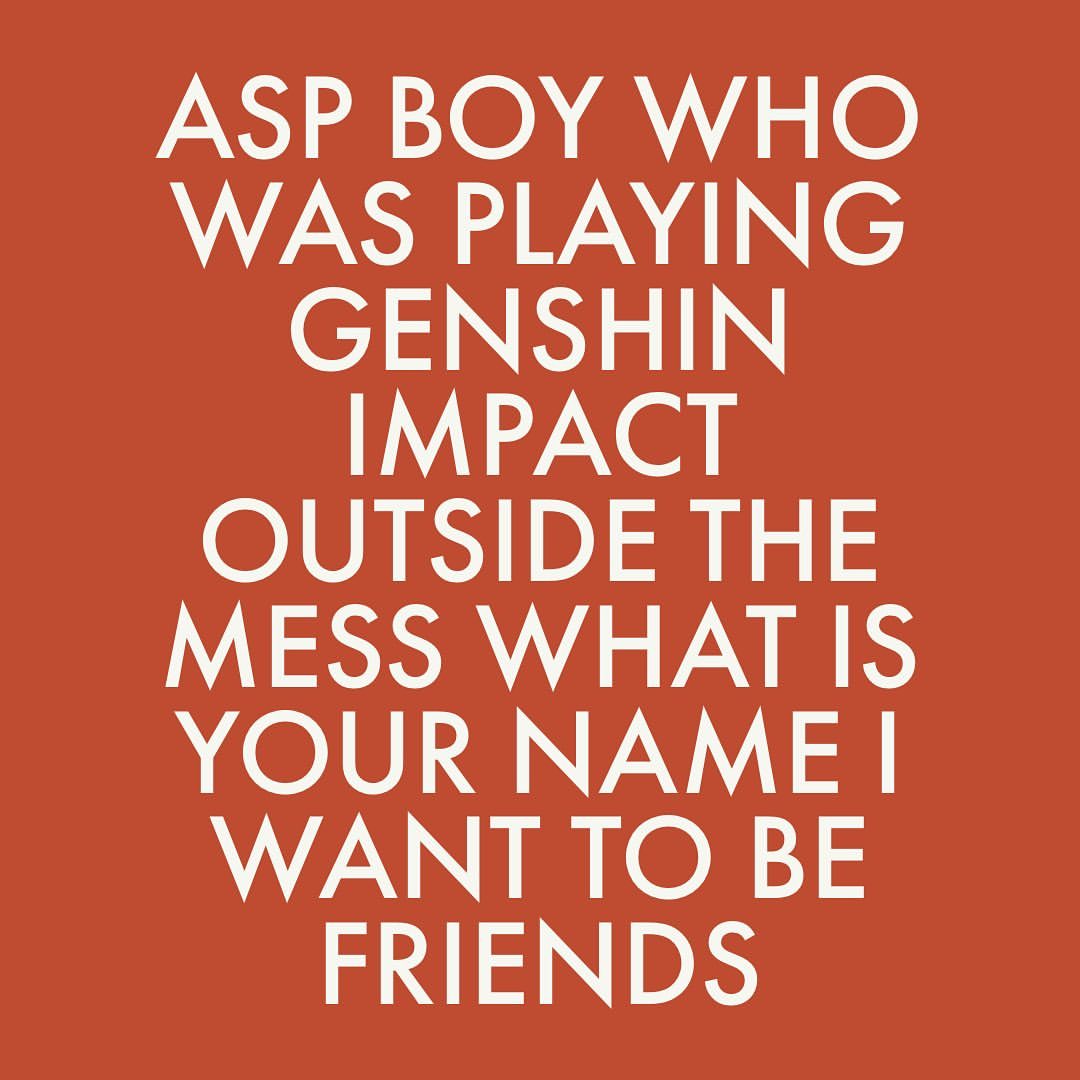 ASP BOY WHO
WAS PLAYING
GENSHIN
IMPACT
OUTSIDE THE
MESS WHAT IS
YOUR NAME I
WANT TO BE
FRIENDS